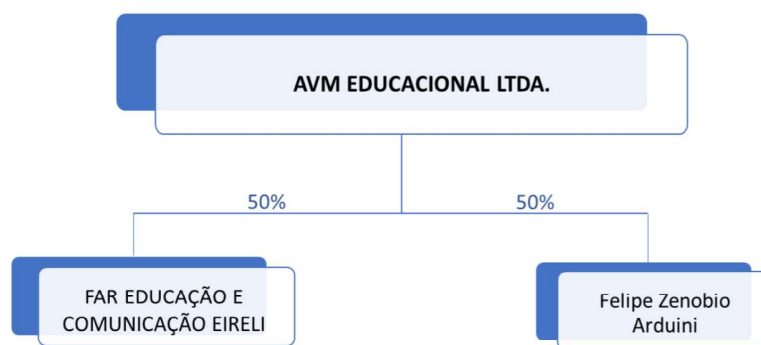 AVM EDUCACIONAL LTDA.
50%
50%
FAR EDUCAÇÃO E
COMUNICAÇÃO EIRELI
Felipe Zenobio
Arduini